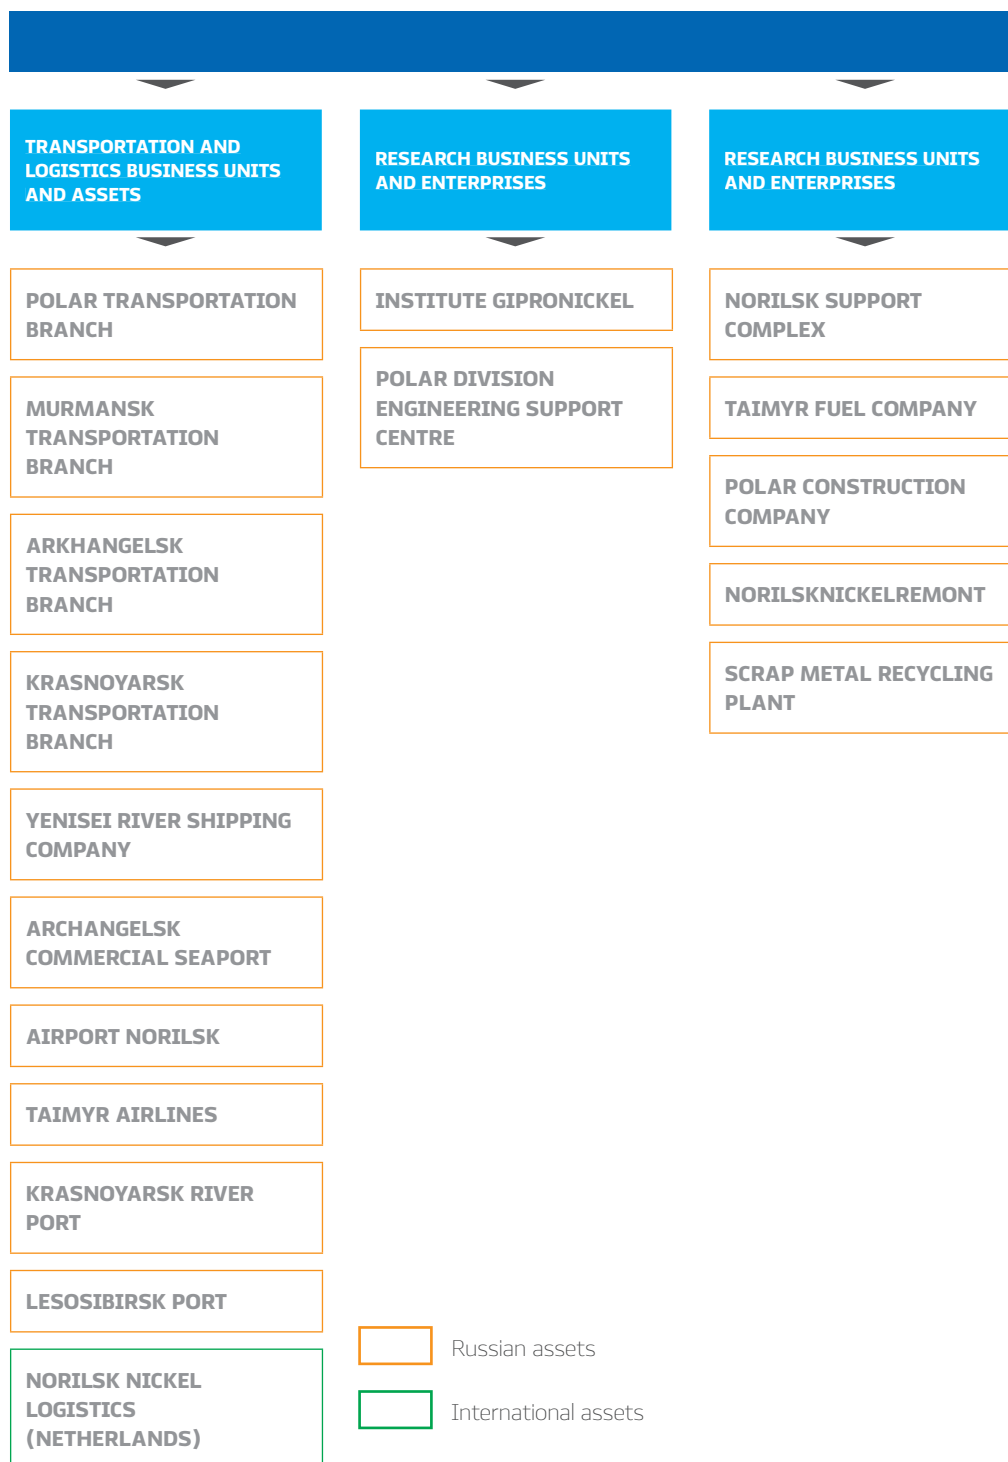 TRANSPORTATION AND
LOGISTICS BUSINESS UNITS
AND ASSETS
POLAR TRANSPORTATION
BRANCH
MURMANSK
TRANSPORTATION
BRANCH
ARKHANGELSK
TRANSPORTATION
BRANCH
KRASNOYARSK
TRANSPORTATION
BRANCH
YENISEI RIVER SHIPPING
COMPANY
ARCHANGELSK
COMMERCIAL SEAPORT
AIRPORT NORILSK
TAIMYR AIRLINES
KRASNOYARSK RIVER
PORT
LESOSIBIRSK PORT
NORILSK NICKEL
LOGISTICS
(NETHERLANDS)
RESEARCH BUSINESS UNITS
AND ENTERPRISES
INSTITUTE GIPRONICKEL
POLAR DIVISION
ENGINEERING SUPPORT
CENTRE
RESEARCH BUSINESS UNITS
AND ENTERPRISES
NORILSK SUPPORT
COMPLEX
TAIMYR FUEL COMPANY
POLAR CONSTRUCTION
COMPANY
NORILSKNICKELREMONT
SCRAP METAL RECYCLING
PLANT
Russian assets
International assets